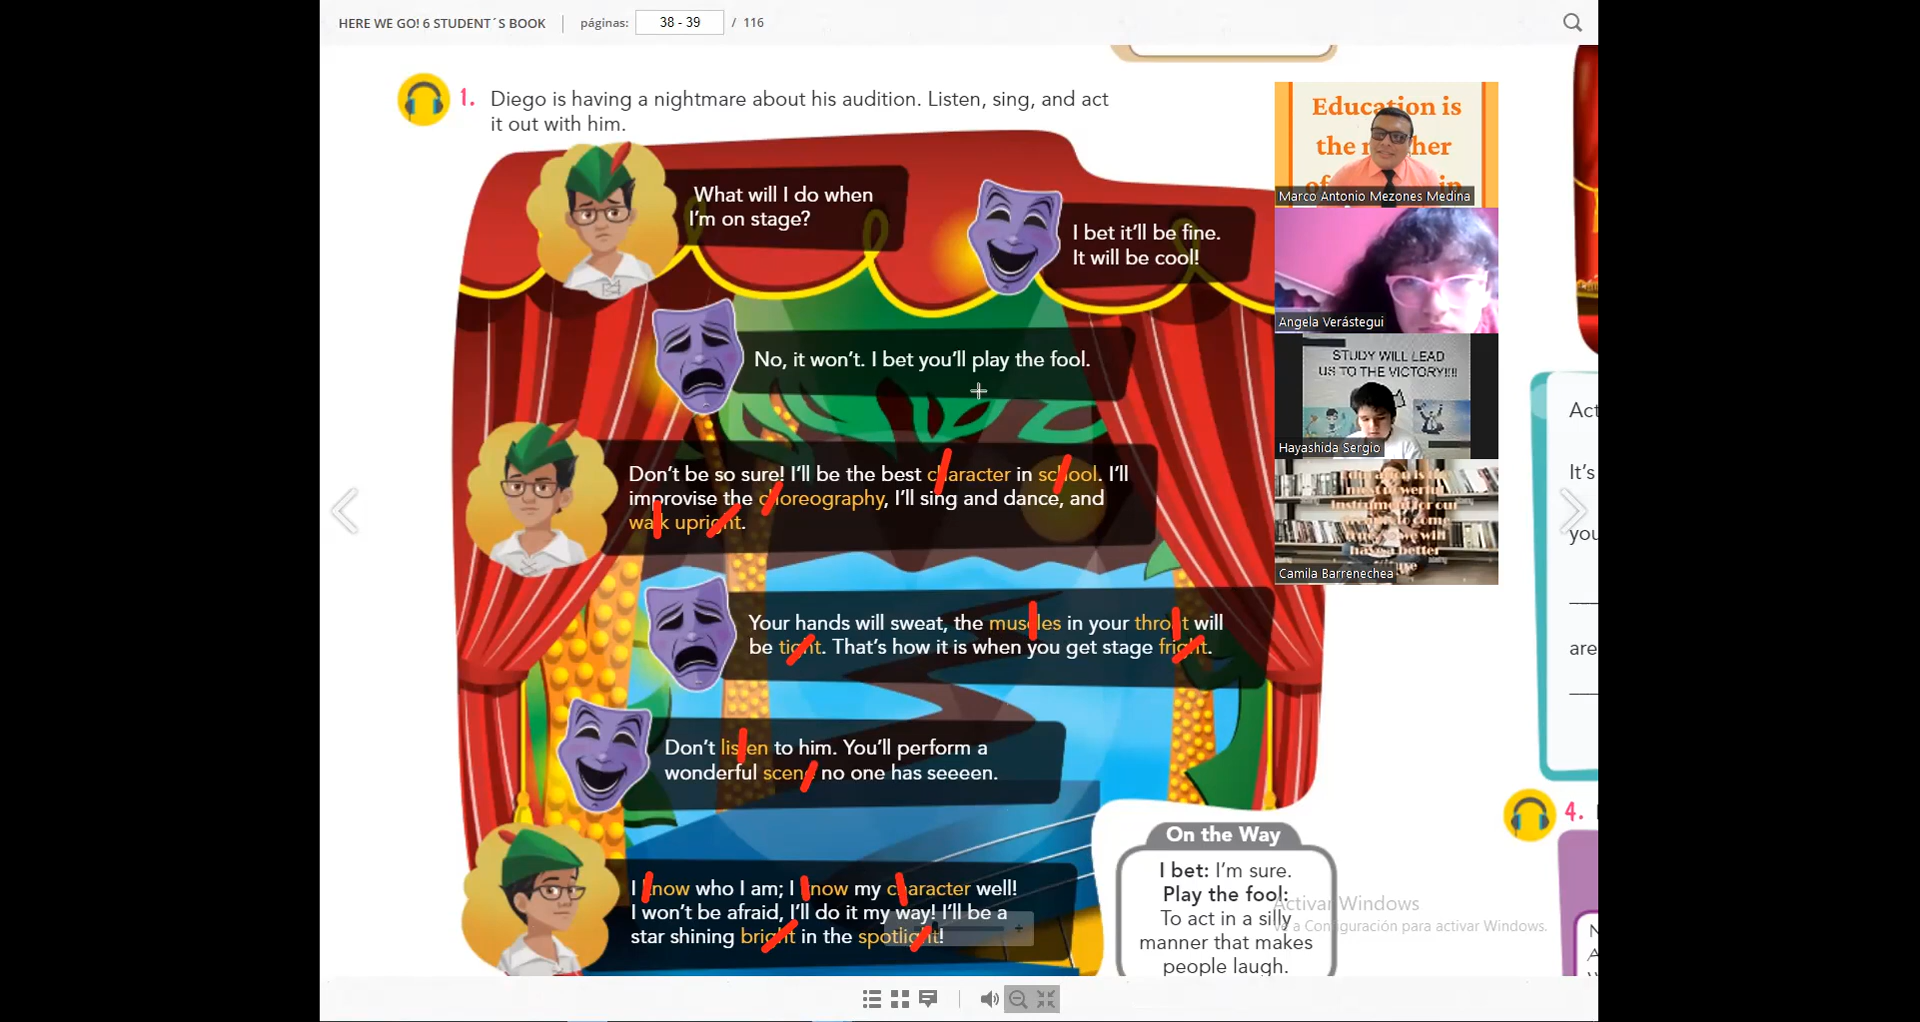 HERE WE GO! 6 STUDENT´S BOOK páginas: 38 - 39 / 116
1. Diego is having a nightmare about his audition. Listen, sing, and act
it out with him.
What will I do when
I'm on stage?
I bet it'll be fine.
It will be cool!
No, it won't. I bet you'll play the fool.
Don't be so sure! I'll be the best character in school. I'll
improvise the choreography, I'll sing and dance, and
walk upright.
Your hands will sweat, the muscles in your throat will
be tight. That's how it is when you get stage fright.
Don't listen to him. You'll perform a
wonderful scene no one has seeeen.
I know who I am; I know my character well!
I won't be afraid, I'll do it my way! I'll be a
star shining bright in the spotlight!
On the Way
I bet: I'm sure.
Play the fool:
To act in a silly
manner that makes
people laugh.
Education is
the mother
of in
Marco Antonio Mezones Medina
Angela Verástegui
STUDY WILL LEAD
US TO THE VICTORY!!!!
Hayashida Sergio
Camila Barrenechea
Act
It's
you
are
4.
Activar Windows
Ve a Configuración para activar Windows.